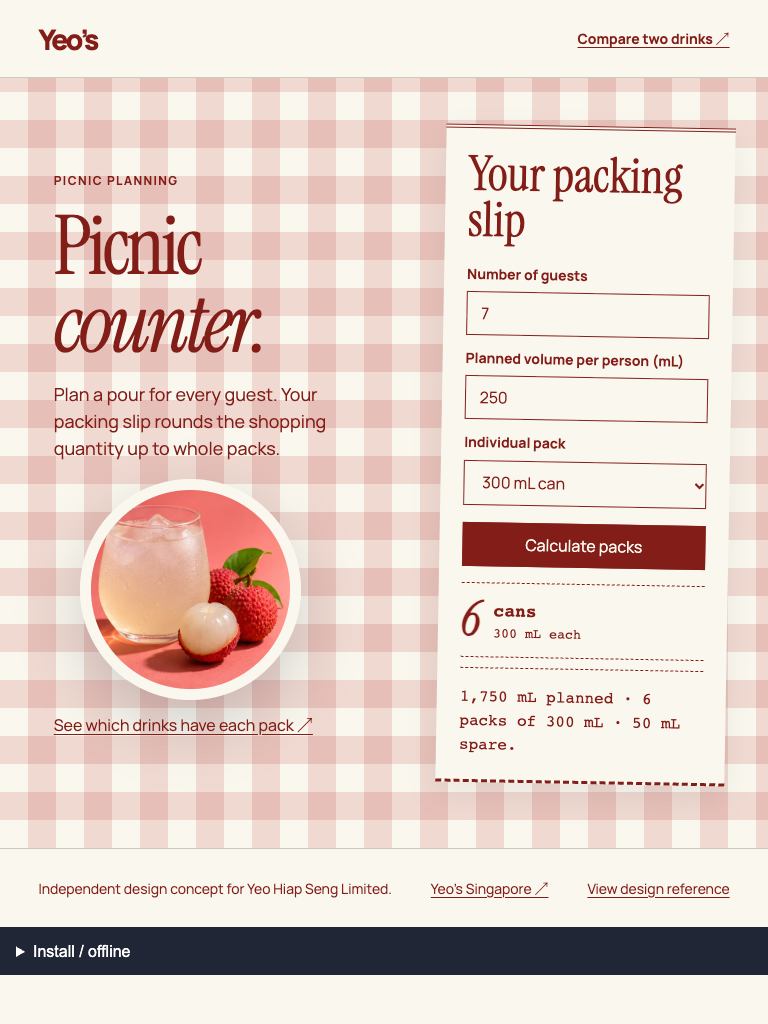 Yeo's
Compare two drinks ↗
PICNIC PLANNING
Picnic
counter.
Plan a pour for every guest. Your
packing slip rounds the shopping
quantity up to whole packs.
See which drinks have each pack ↗
Your packing
slip
Number of guests
7
Planned volume per person (mL)
250
Individual pack
300 mL can
Calculate packs
6 cans
300 mL each
1,750 mL planned · 6
packs of 300 mL · 50 mL
spare.
Independent design concept for Yeo Hiap Seng Limited.
Yeo's Singapore ↗
View design reference
Install / offline